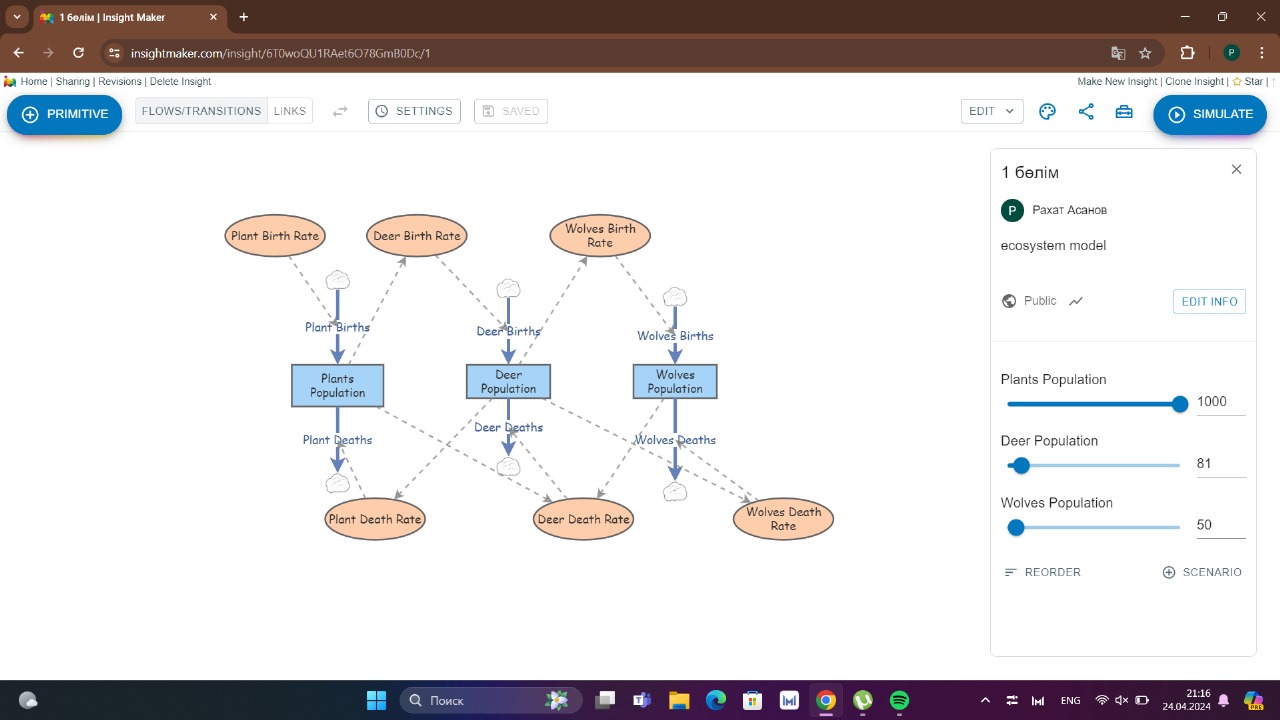 1 бөлім | Insight Maker
insightmaker.com/insight/6T0woQU1RAet6O78GmB0Dc/1
P
Home | Sharing | Revisions | Delete Insight
Make New Insight | Clone Insight | Star |
PRIMITIVE
FLOWS/TRANSITIONS
LINKS
SETTINGS
SAVED
EDIT
SIMULATE
1 бөлім
P
Рахат Асанов
ecosystem model
Public
EDIT INFO
Plants Population
1000
Deer Population
81
Wolves Population
50
REORDER
SCENARIO
Plant Birth Rate
Deer Birth Rate
Wolves Birth
Rate
Plant Births
Deer Births
Wolves Births
Plants
Population
Deer
Population
Wolves
Population
Plant Deaths
Deer Deaths
Wolves Deaths
Plant Death Rate
Deer Death Rate
Wolves Death
Rate
Поиск
ENG
21:16
24.04.2024
PRE